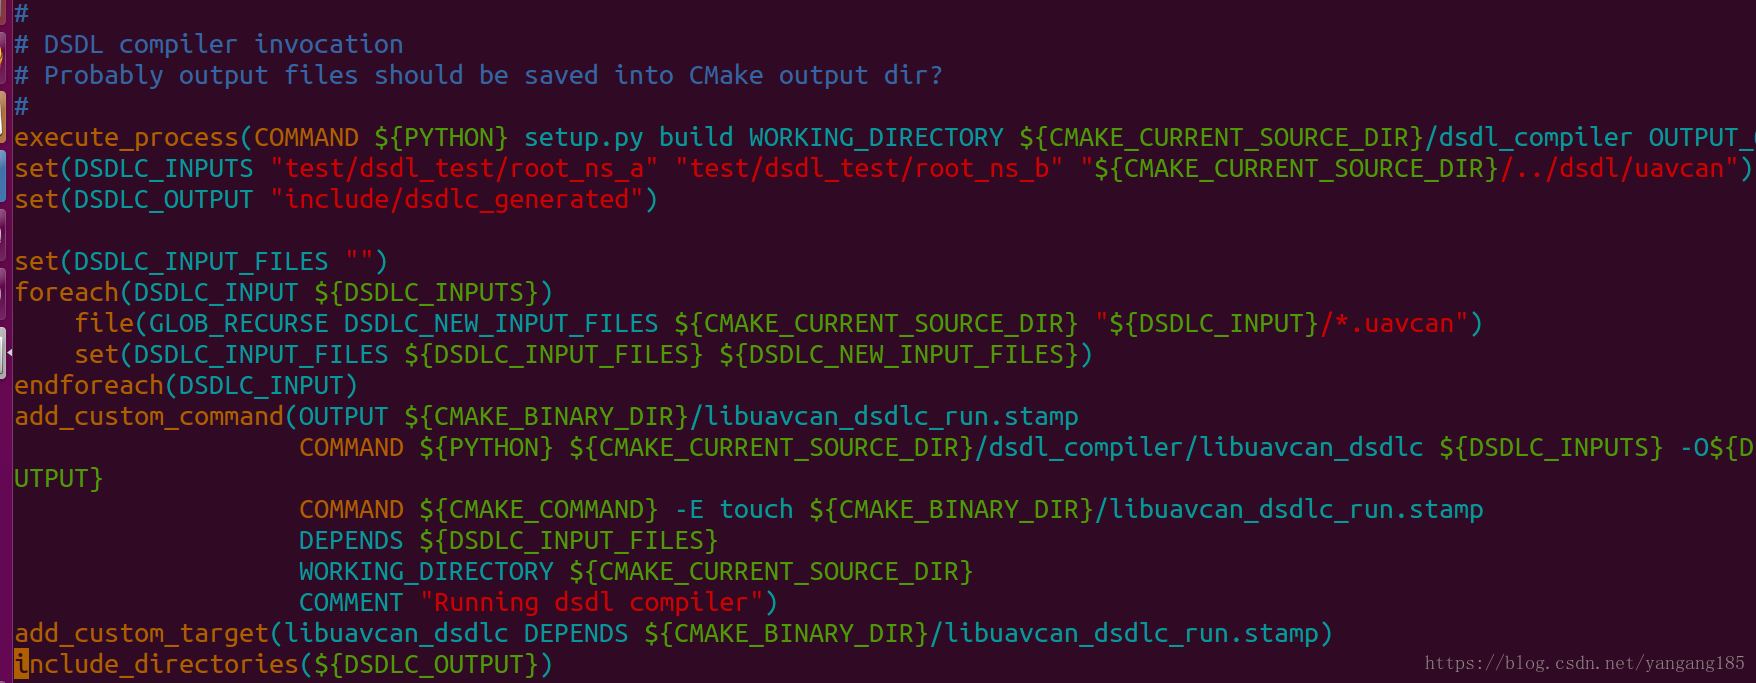 #
# DSDL compiler invocation
# Probably output files should be saved into CMake output dir?
#
execute_process(COMMAND ${PYTHON} setup.py build WORKING_DIRECTORY ${CMAKE_CURRENT_SOURCE_DIR}/dsdl_compiler OUTPUT_
set(DSDLC_INPUTS "test/dsdl_test/root_ns_a" "test/dsdl_test/root_ns_b" "${CMAKE_CURRENT_SOURCE_DIR}/../dsdl/uavcan")
set(DSDLC_OUTPUT "include/dsdlc_generated")
set(DSDLC_INPUT_FILES "")
foreach(DSDLC_INPUT ${DSDLC_INPUTS})
    file(GLOB_RECURSE DSDLC_NEW_INPUT_FILES ${CMAKE_CURRENT_SOURCE_DIR} "${DSDLC_INPUT}/*.uavcan")
    set(DSDLC_INPUT_FILES ${DSDLC_INPUT_FILES} ${DSDLC_NEW_INPUT_FILES})
endforeach(DSDLC_INPUT)
add_custom_command(OUTPUT ${CMAKE_BINARY_DIR}/libuavcan_dsdlc_run.stamp
                   COMMAND ${PYTHON} ${CMAKE_CURRENT_SOURCE_DIR}/dsdl_compiler/libuavcan_dsdlc ${DSDLC_INPUTS} -O${D
UTPUT}
                   COMMAND ${CMAKE_COMMAND} -E touch ${CMAKE_BINARY_DIR}/libuavcan_dsdlc_run.stamp
                   DEPENDS ${DSDLC_INPUT_FILES}
                   WORKING_DIRECTORY ${CMAKE_CURRENT_SOURCE_DIR}
                   COMMENT "Running dsdl compiler")
add_custom_target(libuavcan_dsdlc DEPENDS ${CMAKE_BINARY_DIR}/libuavcan_dsdlc_run.stamp)
include_directories(${DSDLC_OUTPUT})
https://blog.csdn.net/yangang185